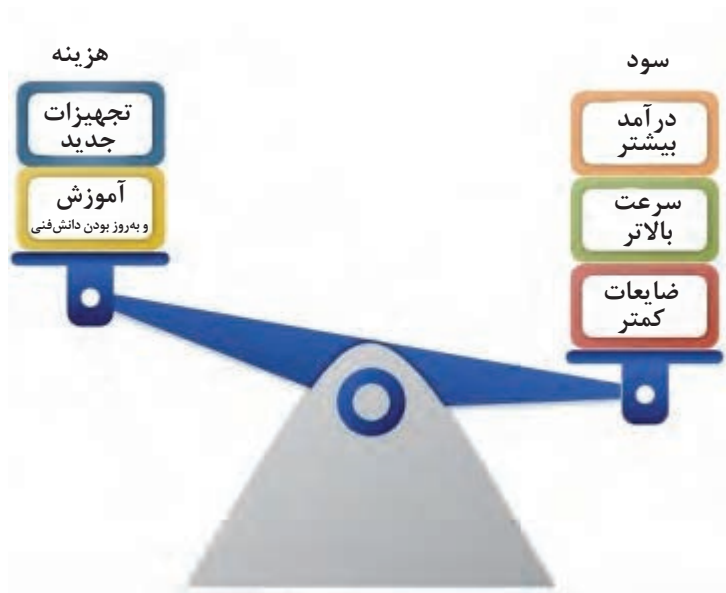 سود
درآمد
بیشتر
سرعت
بالاتر
ضایعات
کمتر
هزینه
تجهیزات
جدید
آموزش
و به‌روز بودن دانش‌فنی